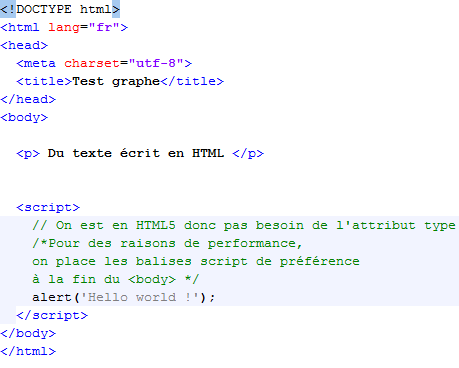 <!DOCTYPE html>
<html lang="fr">
<head>
<meta charset="utf-8">
<title>Test graphe</title>
</head>
<body>
<p> Du texte écrit en HTML </p>
<script>
// On est en HTML5 donc pas besoin de l'attribut type
/*Pour des raisons de performance,
on place les balises script de préférence
à la fin du <body> */
alert('Hello world !');
</script>
</body>
</html>